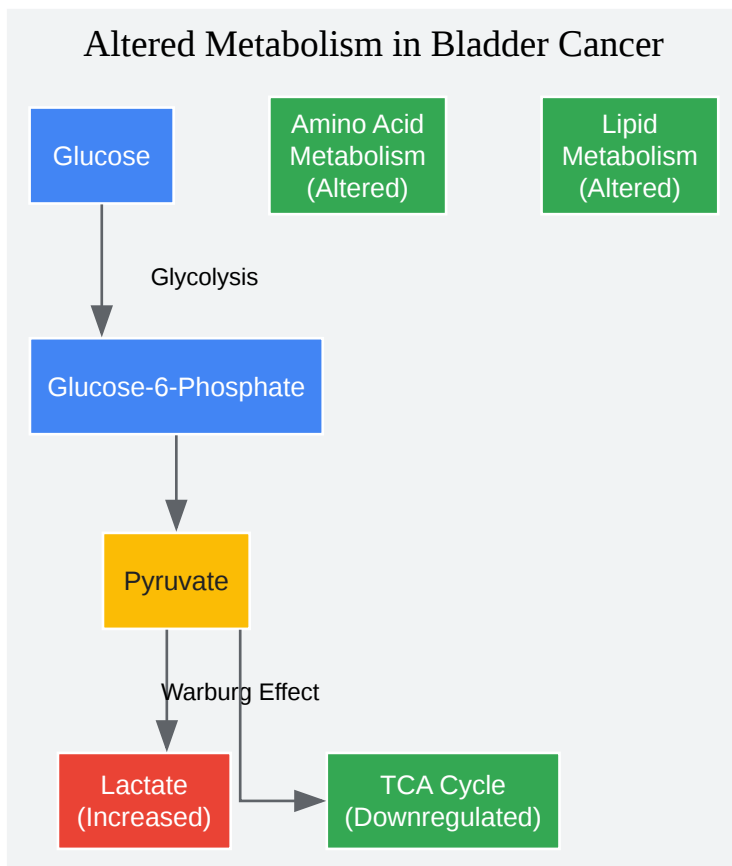 Altered Metabolism in Bladder Cancer
Glucose
Amino Acid
Metabolism
(Altered)
Lipid
Metabolism
(Altered)
Glycolysis
Glucose-6-Phosphate
Pyruvate
Warburg Effect
Lactate
(Increased)
TCA Cycle
(Downregulated)